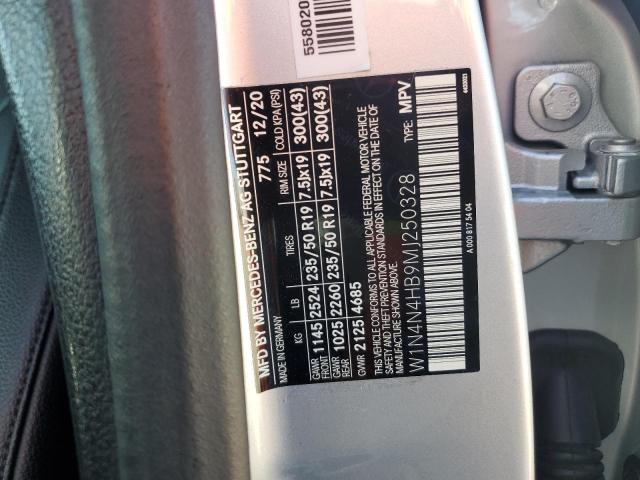 558020
MFD BY MERCEDES-BENZ AG STUTTGART
MADE IN GERMANY 775 12/20
KG LB TIRES RIM SIZE COLD KPA(PSI)
GAWR FRONT 1145 2524 235/50 R19 7.5Jx19 300(43)
GAWR REAR 1025 2260 235/50 R19 7.5Jx19 300(43)
GVWR 2125 4685
THIS VEHICLE CONFORMS TO ALL APPLICABLE FEDERAL MOTOR VEHICLE
SAFETY AND THEFT PREVENTION STANDARDS IN EFFECT ON THE DATE OF
MANUFACTURE SHOWN ABOVE.
TYPE: MPV
W1N4N4HB9MJ250328
A 000 817 54 04